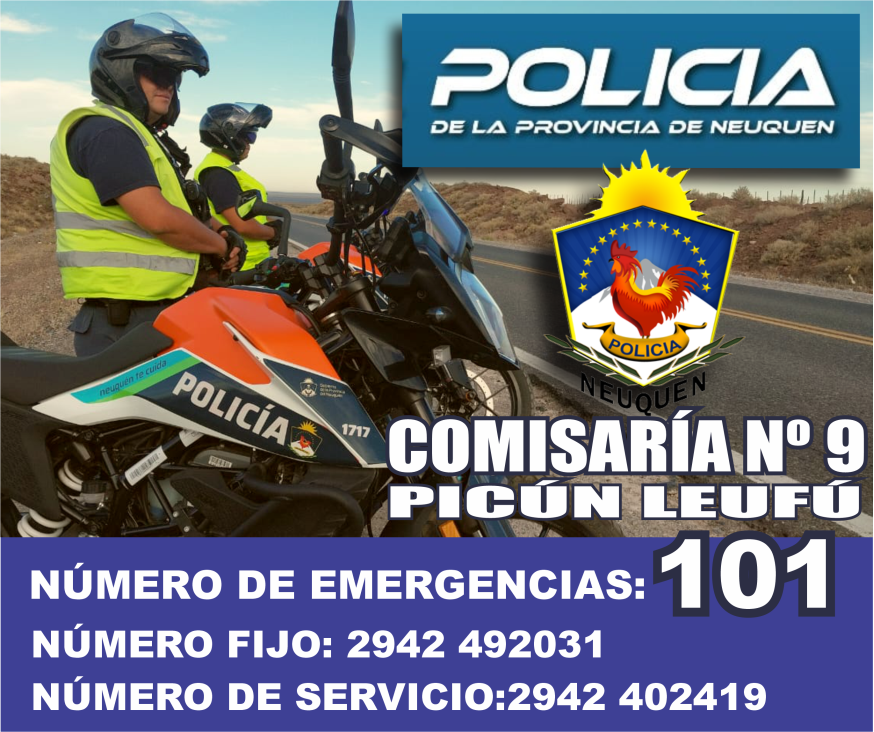 POLICIA
DE LA PROVINCIA DE NEUQUEN
POLICIA
NEUQUEN
neuquén te cuida
POLICÍA
1717
COMISARÍA Nº 9
PICÚN LEUFÚ
NÚMERO DE EMERGENCIAS: 101
NÚMERO FIJO: 2942 492031
NÚMERO DE SERVICIO:2942 402419